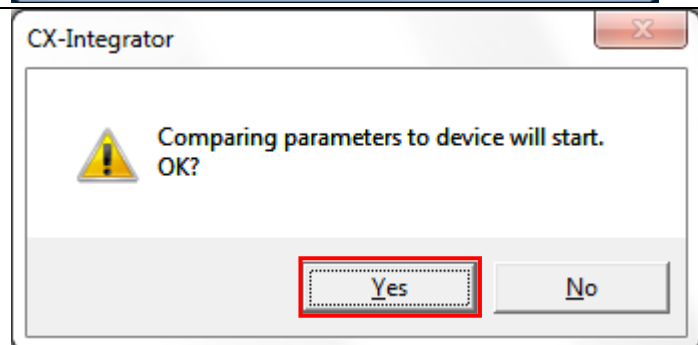 CX-Integrator
Comparing parameters to device will start.
OK?
Yes
No